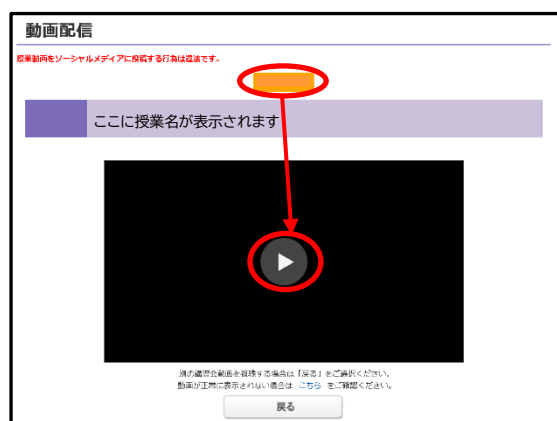 動画配信
授業動画をソーシャルメディアに投稿する行為は違法です。
ここに授業名が表示されます
別の講習会動画を視聴する場合は「戻る」をご選択ください。
動画が正常に表示されない場合は こちら をご確認ください。
戻る